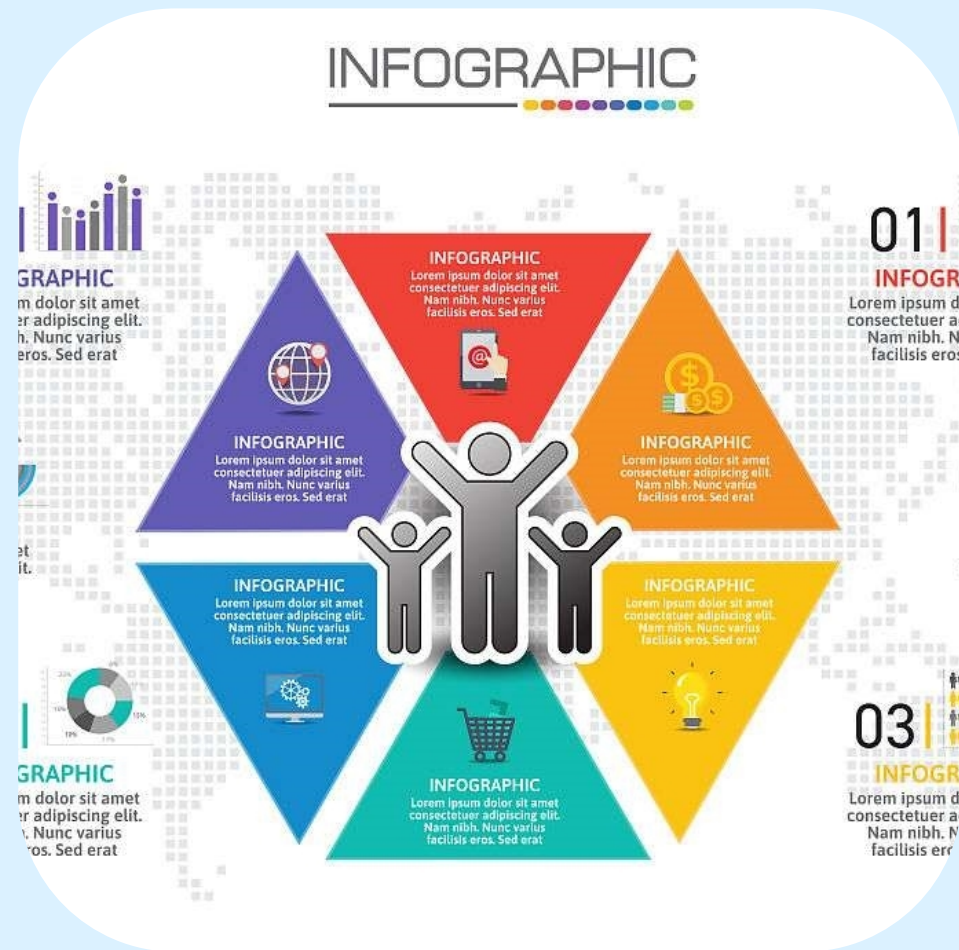 INFOGRAPHIC
GRAPHIC
m dolor sit amet
er adipiscing elit.
h. Nunc varius
eros. Sed erat
INFOGRAPHIC
Lorem ipsum dolor sit amet
consectetuer adipiscing elit.
Nam nibh. Nunc varius
facilisis eros. Sed erat
01
INFOGR
Lorem ipsum d
consectetuer a
Nam nibh. N
facilisis eros
INFOGRAPHIC
Lorem ipsum dolor sit amet
consectetuer adipiscing elit.
Nam nibh. Nunc varius
facilisis eros. Sed erat
INFOGRAPHIC
Lorem ipsum dolor sit amet
consectetuer adipiscing elit.
Nam nibh. Nunc varius
facilisis eros. Sed erat
et
it.
INFOGRAPHIC
Lorem ipsum dolor sit amet
consectetuer adipiscing elit.
Nam nibh. Nunc varius
facilisis eros. Sed erat
INFOGRAPHIC
Lorem ipsum dolor sit amet
consectetuer adipiscing elit.
Nam nibh. Nunc varius
facilisis eros. Sed erat
GRAPHIC
m dolor sit amet
er adipiscing elit.
Nunc varius
ros. Sed erat
INFOGRAPHIC
Lorem ipsum dolor sit amet
consectetuer adipiscing elit.
Nam nibh. Nunc varius
facilisis eros. Sed erat
03
INFOGR
Lorem ipsum d
consectetuer a
Nam nibh. N
facilisis er